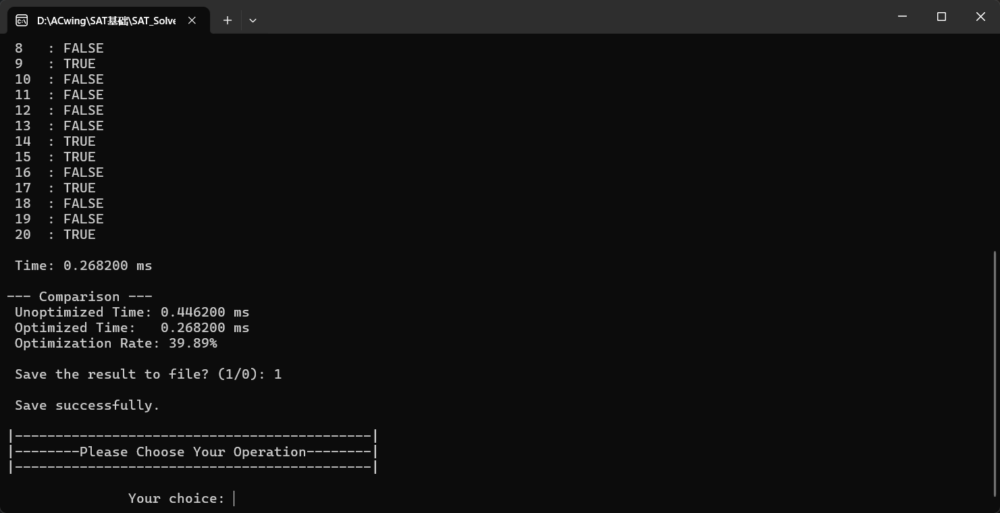 D:\ACwing\SAT基础\SAT_Solve
8 : FALSE
9 : TRUE
10 : FALSE
11 : FALSE
12 : FALSE
13 : FALSE
14 : TRUE
15 : TRUE
16 : FALSE
17 : TRUE
18 : FALSE
19 : FALSE
20 : TRUE
Time: 0.268200 ms
--- Comparison ---
Unoptimized Time: 0.446200 ms
Optimized Time: 0.268200 ms
Optimization Rate: 39.89%
Save the result to file? (1/0): 1
Save successfully.
|--------------------------------------------|
|--------Please Choose Your Operation--------|
|--------------------------------------------|
Your choice: